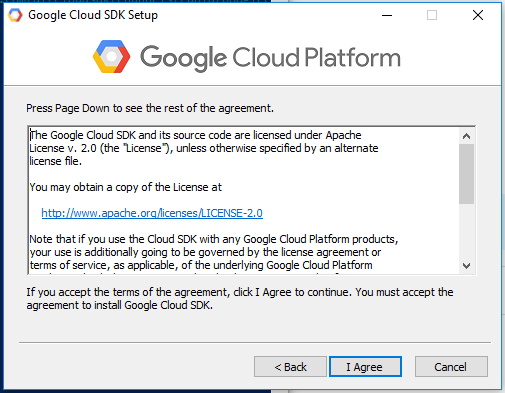 Google Cloud SDK Setup
Google Cloud Platform
Press Page Down to see the rest of the agreement.
The Google Cloud SDK and its source code are licensed under Apache
License v. 2.0 (the "License"), unless otherwise specified by an alternate
license file.
You may obtain a copy of the License at
http://www.apache.org/licenses/LICENSE-2.0
Note that if you use the Cloud SDK with any Google Cloud Platform products,
your use is additionally going to be governed by the license agreement or
terms of service, as applicable, of the underlying Google Cloud Platform
If you accept the terms of the agreement, click I Agree to continue. You must accept the
agreement to install Google Cloud SDK.
< Back
I Agree
Cancel